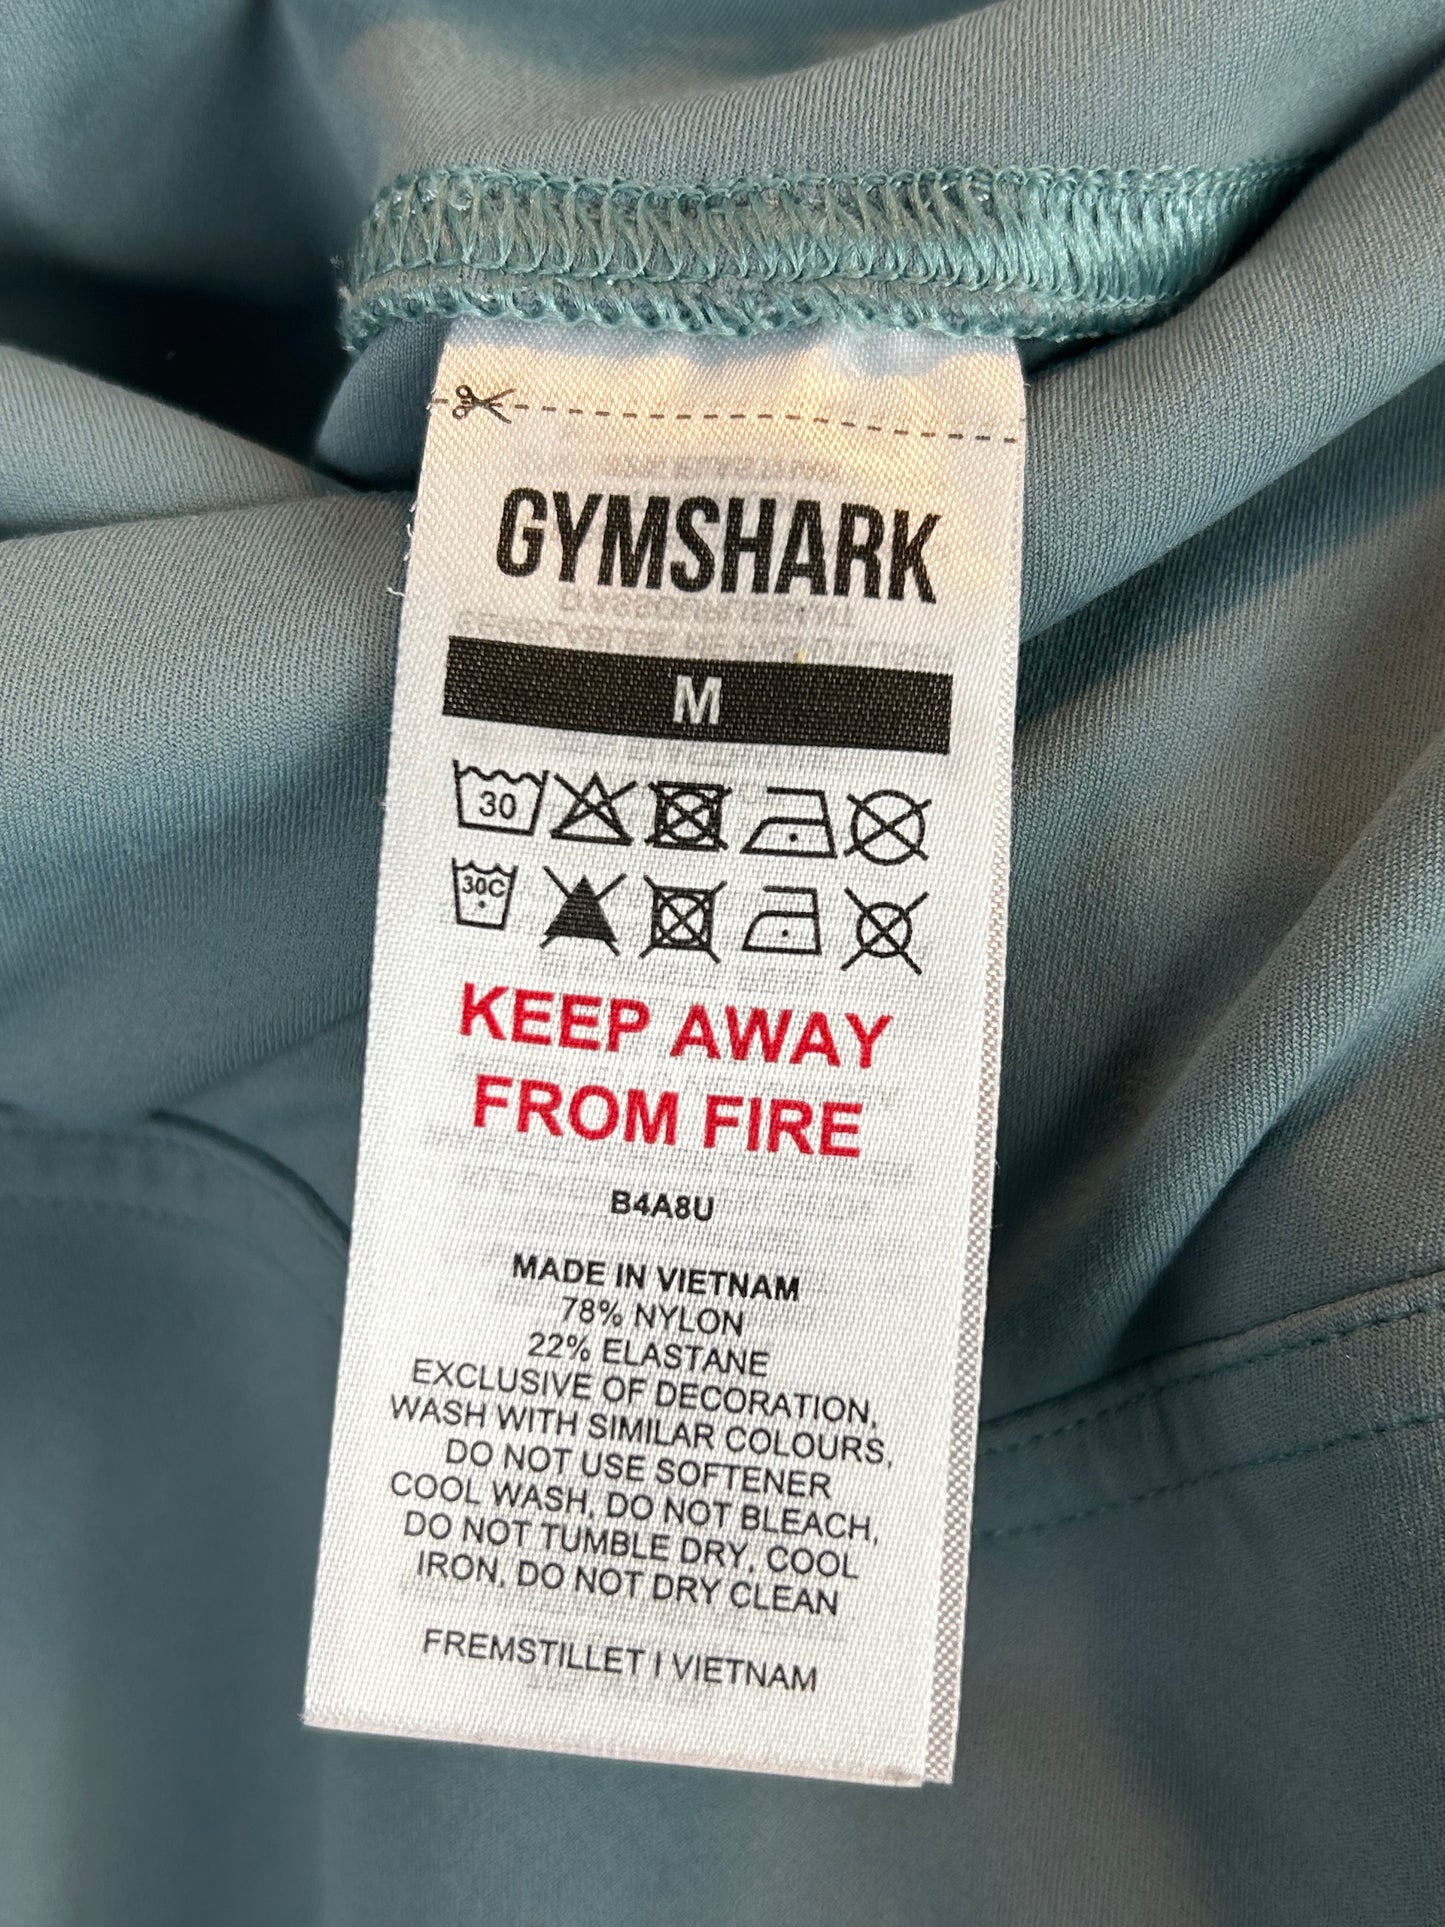 GYMSHARK
M
30
30C
KEEP AWAY
FROM FIRE
B4A8U
MADE IN VIETNAM
78% NYLON
22% ELASTANE
EXCLUSIVE OF DECORATION,
WASH WITH SIMILAR COLOURS,
DO NOT USE SOFTENER
COOL WASH, DO NOT BLEACH,
DO NOT TUMBLE DRY, COOL
IRON, DO NOT DRY CLEAN
FREMSTILLET I VIETNAM